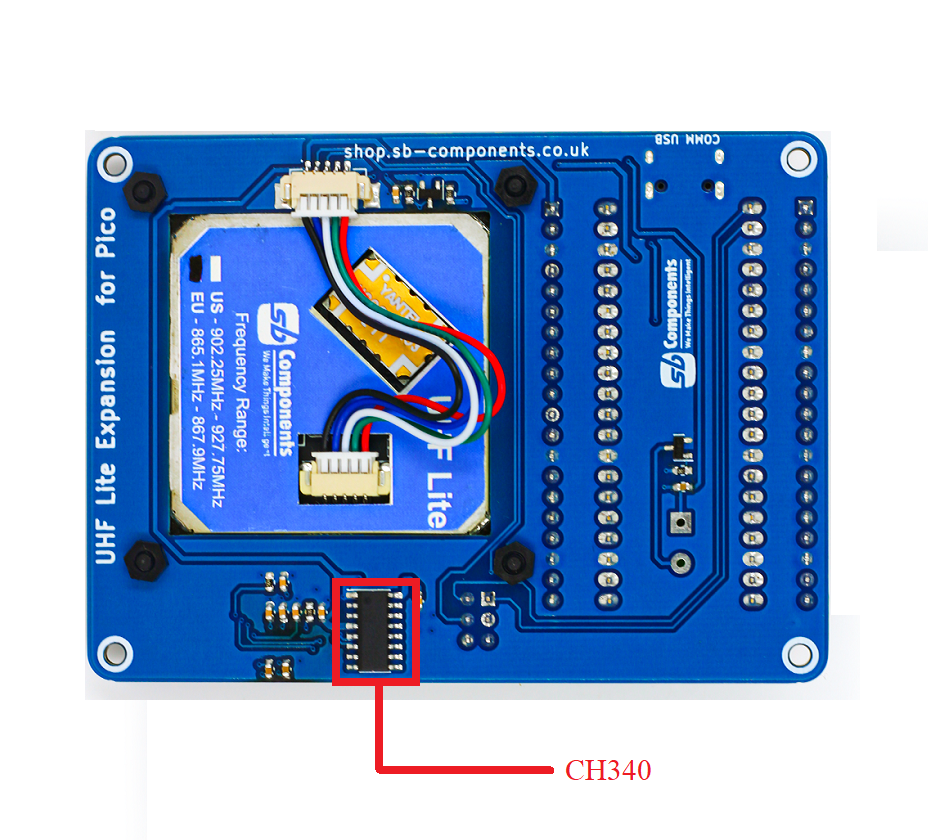 shop.sb-components.co.uk
COMM USB
UHF Lite Expansion for Pico
US - 902.25MHz - 927.75MHz
EU - 865.1MHz - 867.9MHz
Frequency Range:
sb Components
We Make Things Intelligent
UHF Lite
sb Components
We Make Things Intelligent
CH340